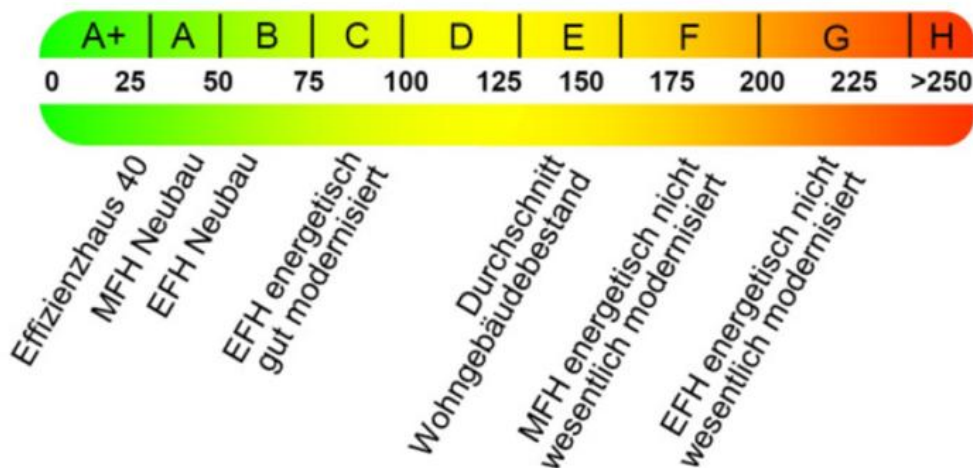 A+ A B C D E F G H
0 25 50 75 100 125 150 175 200 225 >250
Effizienzhaus 40
MFH Neubau
EFH Neubau
EFH energetisch
gut modernisiert
Durchschnitt
Wohngebäudebestand
MFH energetisch nicht
wesentlich modernisiert
EFH energetisch nicht
wesentlich modernisiert